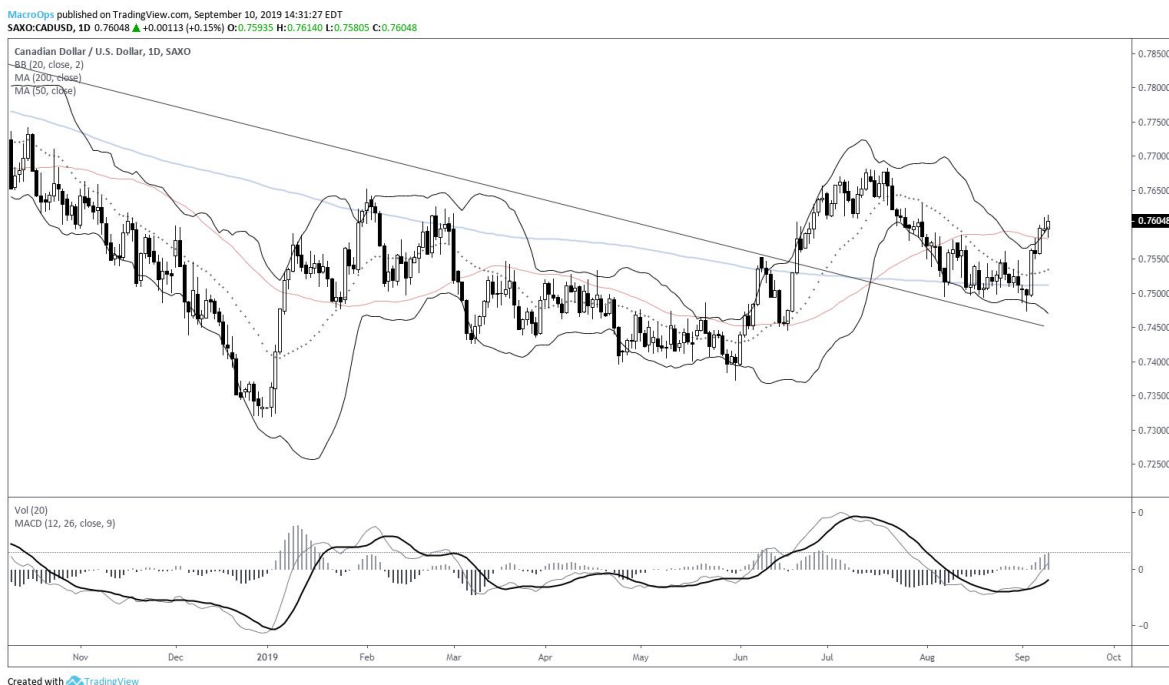 MacroOps published on TradingView.com, September 10, 2019 14:31:27 EDT
SAXO:CADUSD, 1D 0.76048 ▲ +0.00113 (+0.15%) O:0.75935 H:0.76140 L:0.75805 C:0.76048
Canadian Dollar / U.S. Dollar, 1D, SAXO
BB (20, close, 2)
MA (200, close)
MA (50, close)
0.78500
0.78000
0.77500
0.77000
0.76500
0.76048
0.75500
0.75000
0.74500
0.74000
0.73500
0.73000
0.72500
Vol (20)
MACD (12, 26, close, 9)
0
0
−0
Nov Dec 2019 Feb Mar Apr May Jun Jul Aug Sep Oct
Created with TradingView